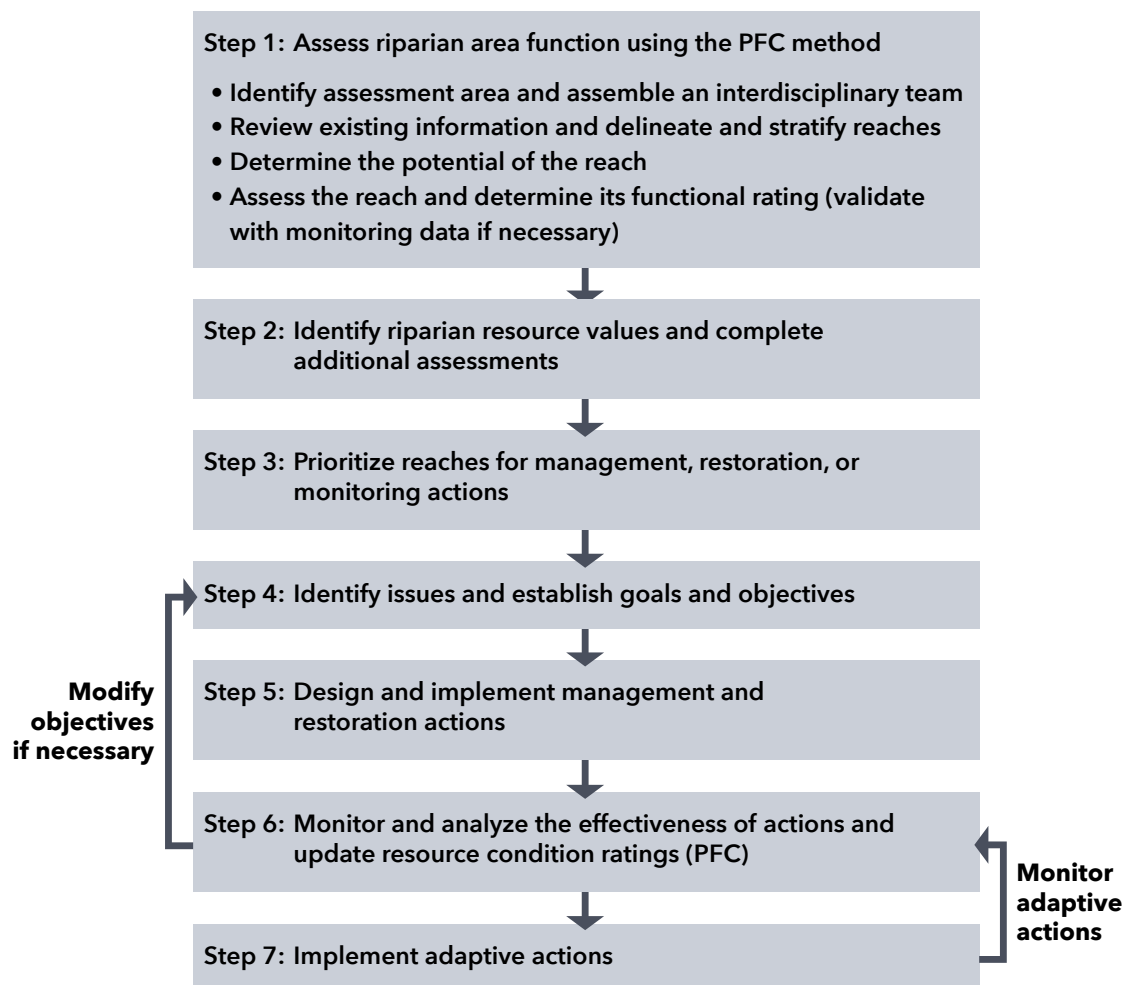 Step 1: Assess riparian area function using the PFC method
• Identify assessment area and assemble an interdisciplinary team
• Review existing information and delineate and stratify reaches
• Determine the potential of the reach
• Assess the reach and determine its functional rating (validate
with monitoring data if necessary)
Step 2: Identify riparian resource values and complete
additional assessments
Step 3: Prioritize reaches for management, restoration, or
monitoring actions
Step 4: Identify issues and establish goals and objectives
Step 5: Design and implement management and
restoration actions
Modify
objectives
if necessary
Step 6: Monitor and analyze the effectiveness of actions and
update resource condition ratings (PFC)
Monitor
adaptive
actions
Step 7: Implement adaptive actions